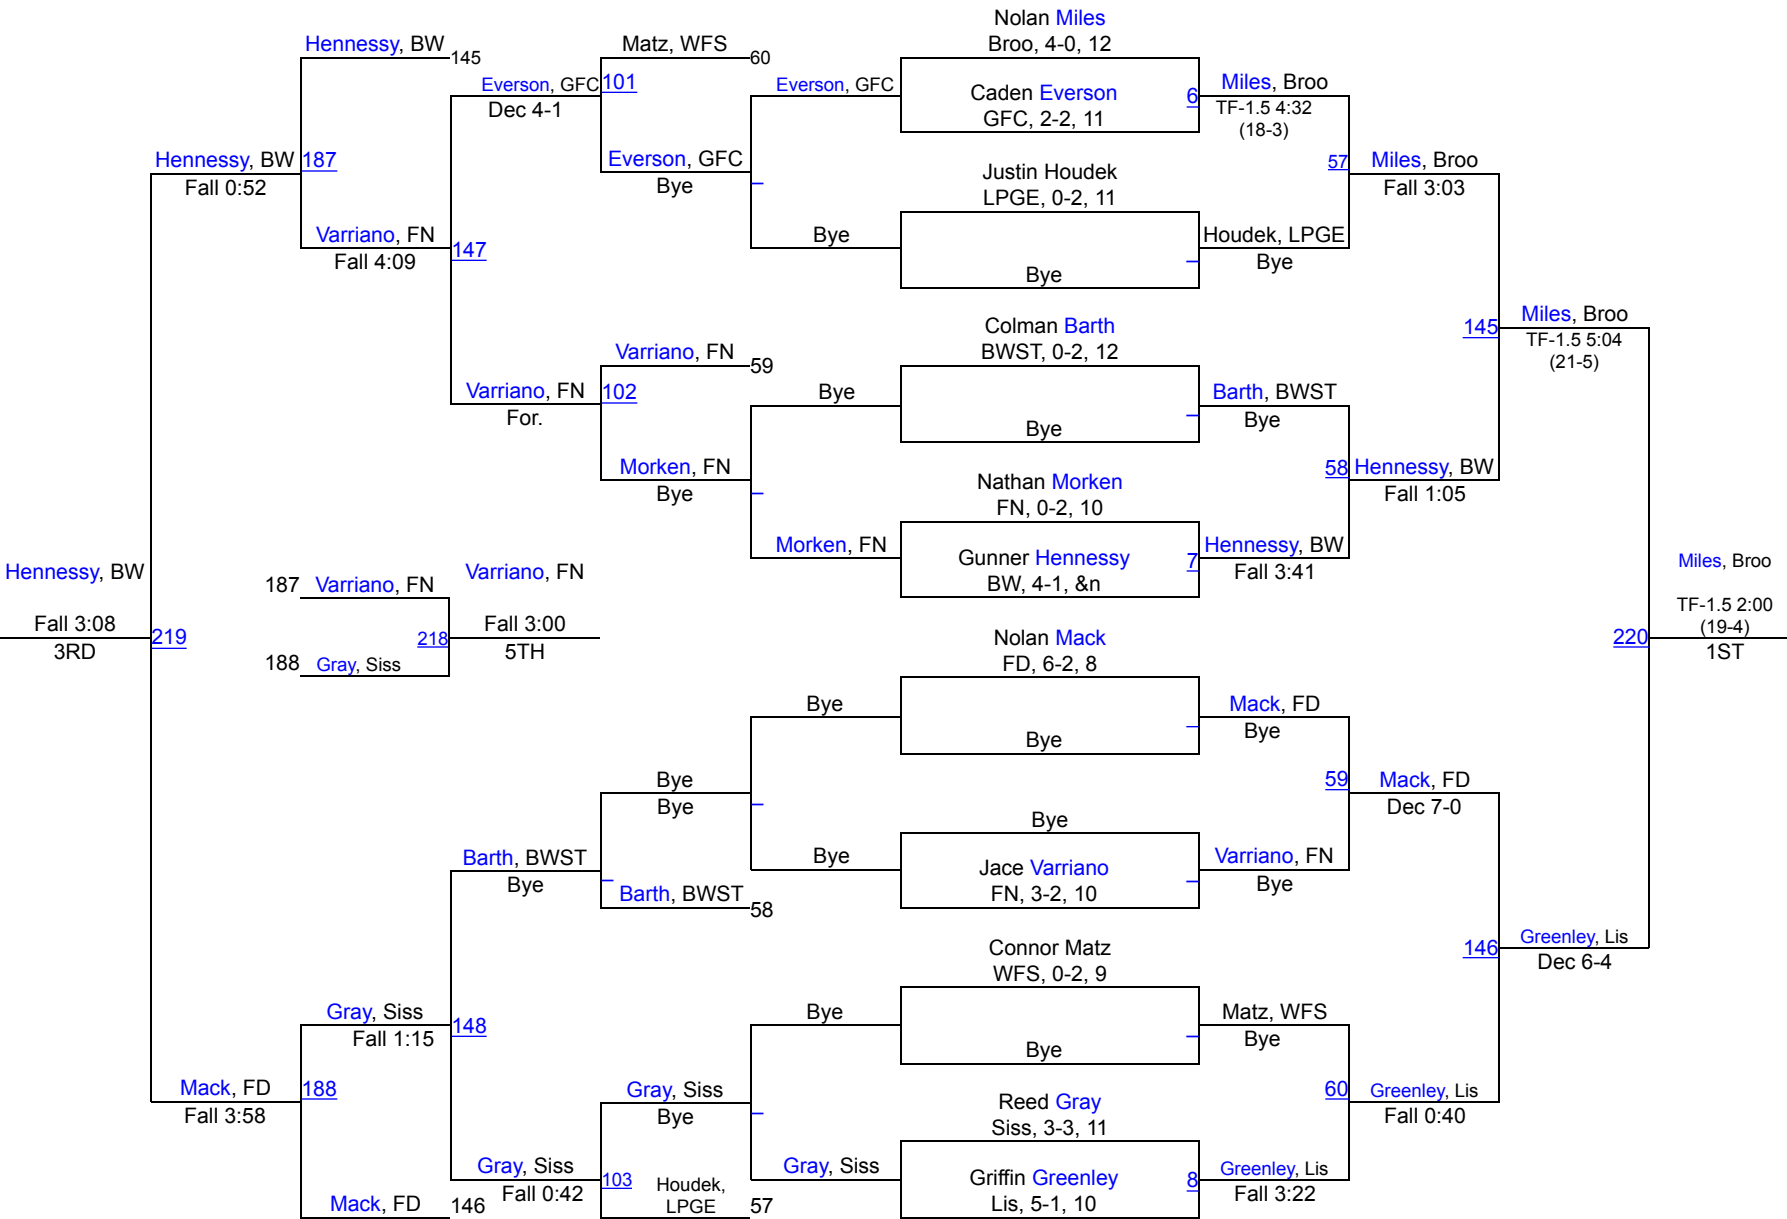 Nolan Miles
Broo, 4-0, 12
Hennessy, BW
145
Matz, WFS
60
Everson, GFC
101
Dec 4-1
Everson, GFC
Caden Everson
GFC, 2-2, 11
6
Miles, Broo
TF-1.5 4:32
(18-3)
Hennessy, BW
187
Fall 0:52
Everson, GFC
Bye
Justin Houdek
LPGE, 0-2, 11
57
Miles, Broo
Fall 3:03
Varriano, FN
Fall 4:09
147
Bye
Bye
Houdek, LPGE
Bye
Colman Barth
BWST, 0-2, 12
145
Miles, Broo
TF-1.5 5:04
(21-5)
Varriano, FN
59
Varriano, FN
102
For.
Bye
Bye
Barth, BWST
Bye
Morken, FN
Bye
Nathan Morken
FN, 0-2, 10
58
Hennessy, BW
Fall 1:05
Morken, FN
Gunner Hennessy
BW, 4-1, &n
7
Hennessy, BW
Fall 3:41
Hennessy, BW
Fall 3:08
3RD
219
187
Varriano, FN
188
Gray, Siss
218
Varriano, FN
Fall 3:00
5TH
Miles, Broo
TF-1.5 2:00
(19-4)
1ST
220
Nolan Mack
FD, 6-2, 8
Bye
Bye
Mack, FD
Bye
Bye
Bye
59
Mack, FD
Dec 7-0
Bye
Bye
Jace Varriano
FN, 3-2, 10
Varriano, FN
Bye
Barth, BWST
Bye
Barth, BWST
58
Connor Matz
WFS, 0-2, 9
146
Greenley, Lis
Dec 6-4
Gray, Siss
Fall 1:15
148
Bye
Bye
Matz, WFS
Bye
Mack, FD
188
Fall 3:58
Gray, Siss
Bye
Reed Gray
Siss, 3-3, 11
60
Greenley, Lis
Fall 0:40
Gray, Siss
Fall 0:42
103
Houdek,
LPGE
57
Gray, Siss
Griffin Greenley
Lis, 5-1, 10
8
Greenley, Lis
Fall 3:22
Mack, FD
146